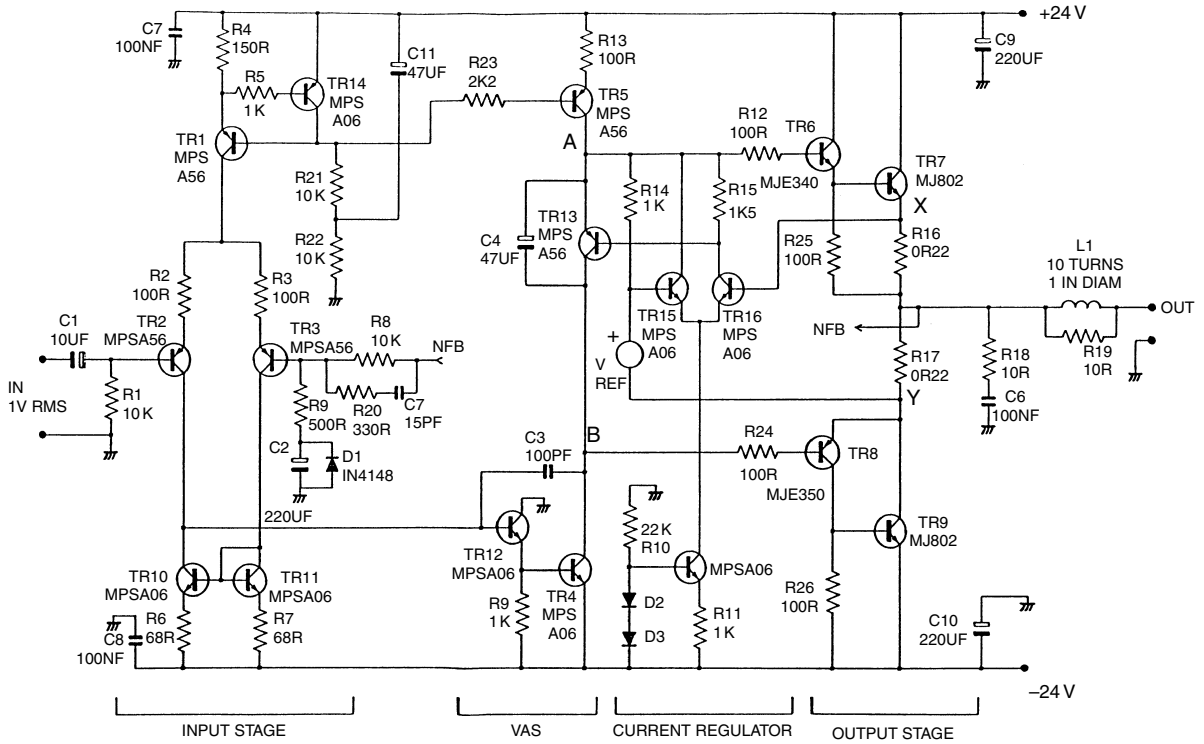 +24 V
C7
100NF
R4
150R
R5
1K
TR14
MPS
A06
C11
47UF
R23
2K2
R13
100R
TR5
MPS
A56
C9
220UF
TR1
MPS
A56
R21
10K
R22
10K
A
R12
100R
TR6
MJE340
TR7
MJ802
X
R14
1K
R15
1K5
C4
47UF
TR13
MPS
A56
R25
100R
R16
0R22
L1
10 TURNS
1 IN DIAM
OUT
R2
100R
R3
100R
C1
10UF
TR2
MPSA56
TR3
MPSA56
R8
10K
NFB
TR15
MPS
A06
TR16
MPS
A06
NFB
R19
10R
IN
1V RMS
R1
10K
R9
500R
R20
330R
C7
15PF
+
V
REF
R17
0R22
Y
R18
10R
C6
100NF
C2
220UF
D1
IN4148
C3
100PF
B
R24
100R
TR8
MJE350
TR12
MPSA06
22K
R10
MPSA06
TR9
MJ802
TR10
MPSA06
TR11
MPSA06
R9
1K
TR4
MPS
A06
D2
D3
R11
1K
R26
100R
C8
100NF
R6
68R
R7
68R
C10
220UF
–24 V
INPUT STAGE
VAS
CURRENT REGULATOR
OUTPUT STAGE